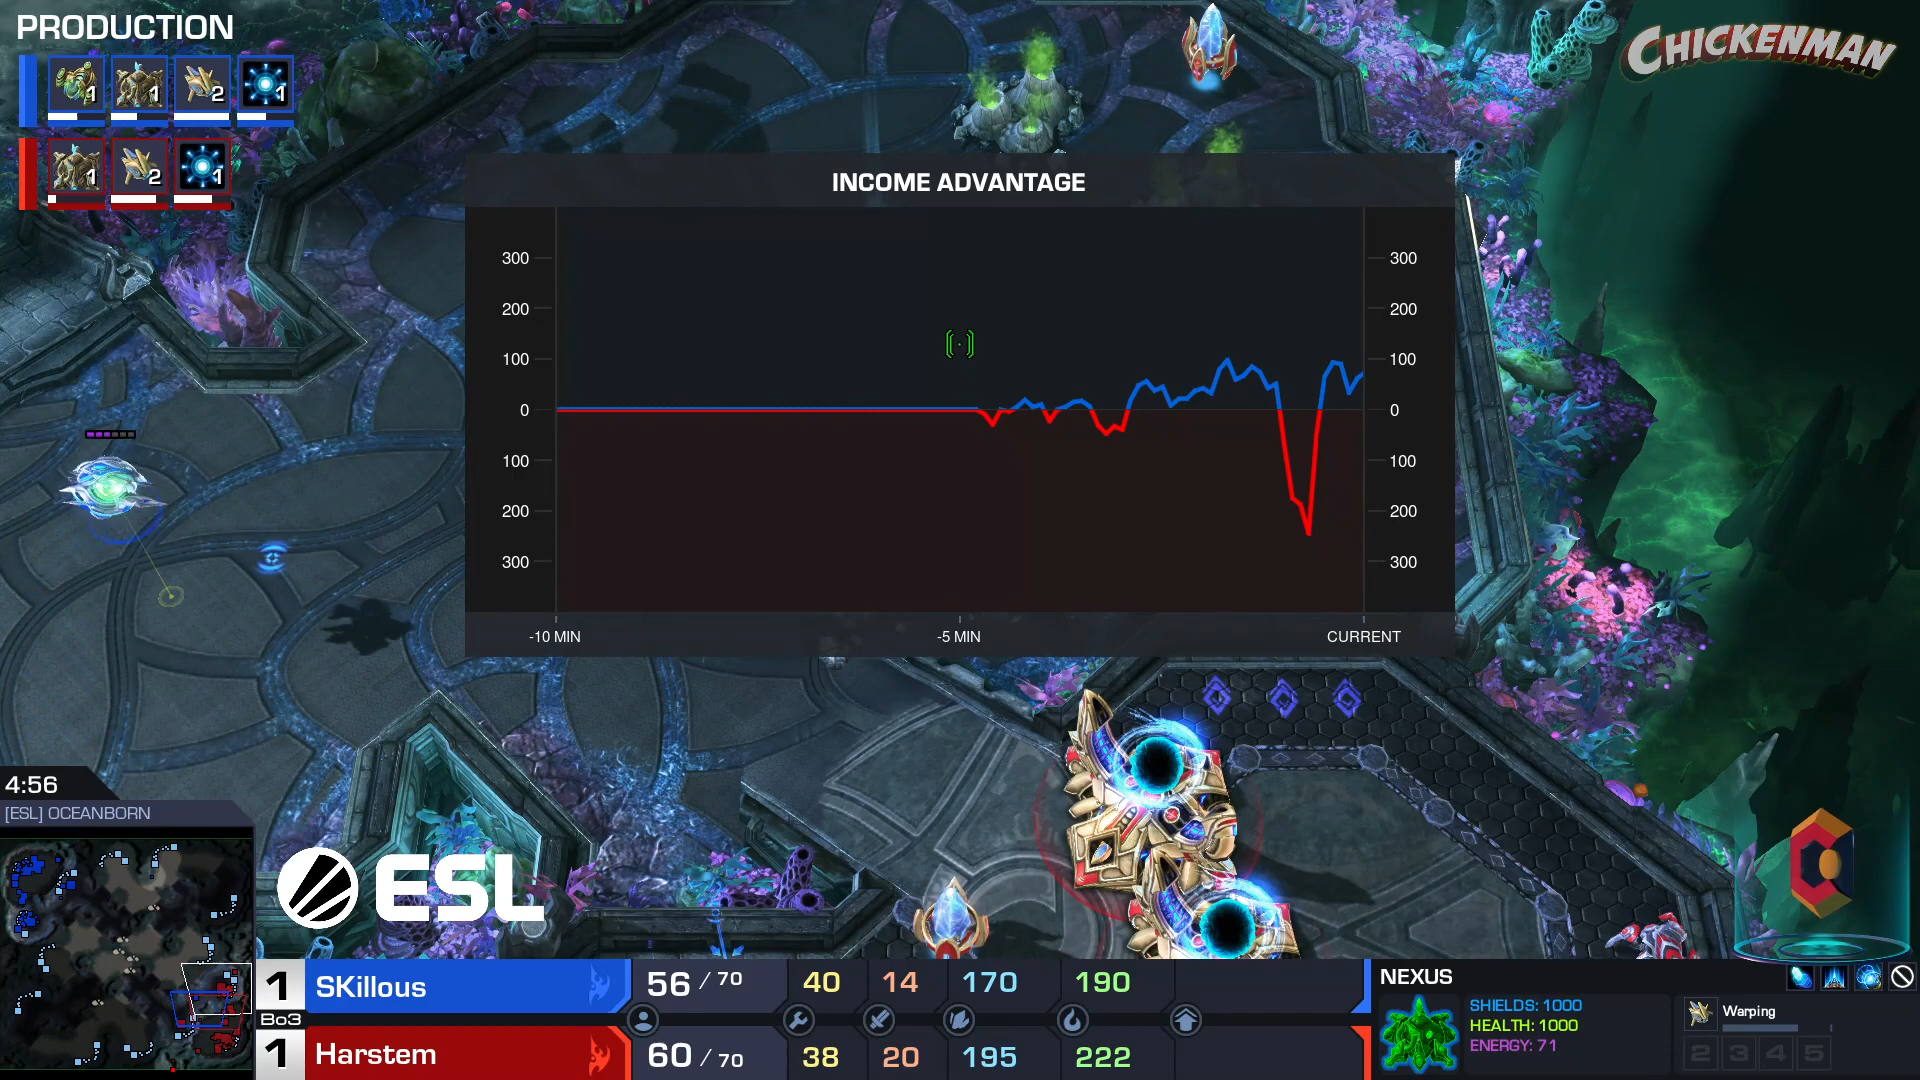 PRODUCTION
1 1 2 1
1 2 1
CHICKENMAN
INCOME ADVANTAGE
300 300
200 200
100 100
0 0
100 100
200 200
300 300
-10 MIN -5 MIN CURRENT
4:56
[ESL] OCEANBORN
ESL
1 SKillous 56 / 70 40 14 170 190
Bo3
1 Harstem 60 / 70 38 20 195 222
NEXUS
SHIELDS: 1000
HEALTH: 1000
ENERGY: 71
Warping
2 3 4 5